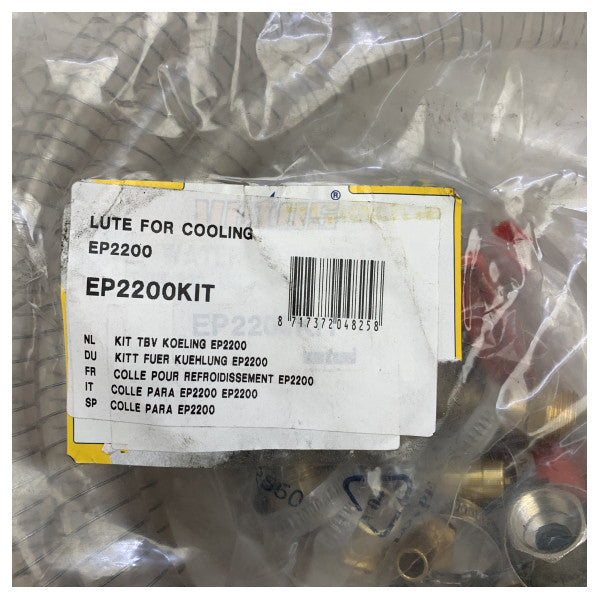 ®
LUTE FOR COOLING
EP2200
EP2200KIT
8 717372 048258
NL KIT TBV KOELING EP2200
DU KITT FUER KUEHLUNG EP2200
FR COLLE POUR REFROIDISSEMENT EP2200
IT COLLE PARA EP2200 EP2200
SP COLLE PARA EP2200